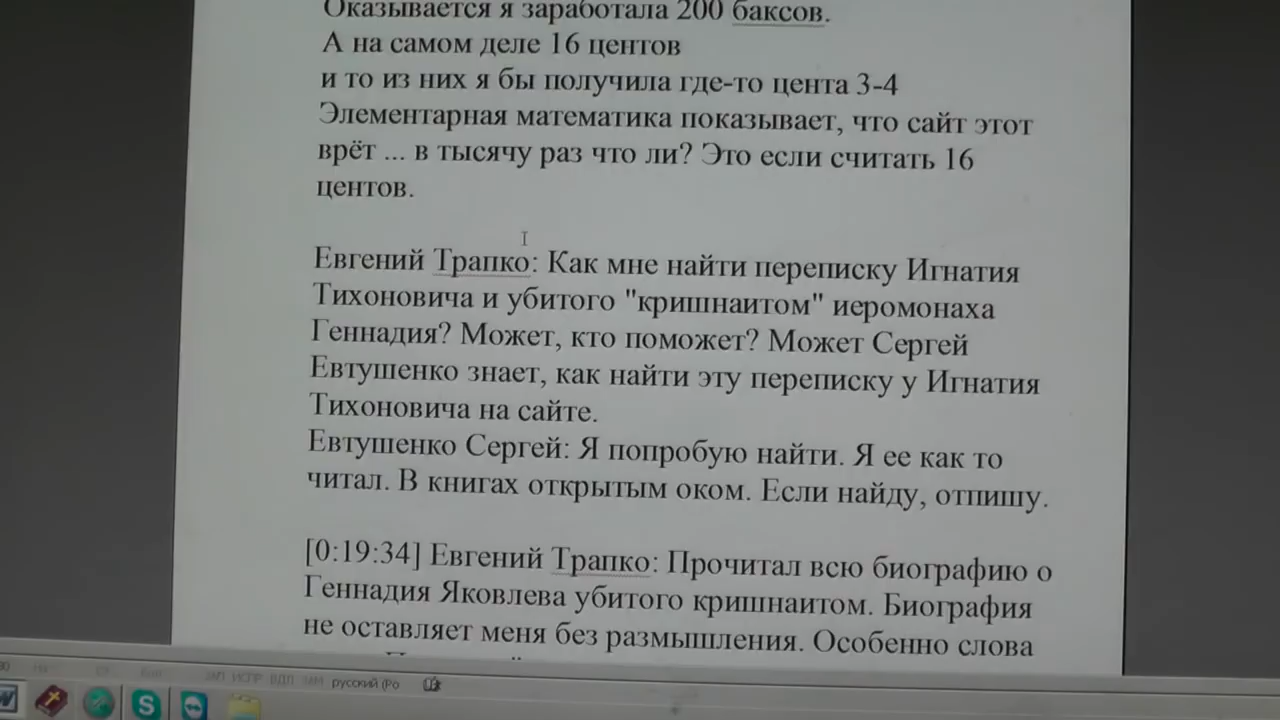 Оказывается я заработала 200 баксов.
А на самом деле 16 центов
и то из них я бы получила где-то цента 3-4
Элементарная математика показывает, что сайт этот
врёт ... в тысячу раз что ли? Это если считать 16
центов.
Евгений Трапко: Как мне найти переписку Игнатия
Тихоновича и убитого "кришнаитом" иеромонаха
Геннадия? Может, кто поможет? Может Сергей
Евтушенко знает, как найти эту переписку у Игнатия
Тихоновича на сайте.
Евтушенко Сергей: Я попробую найти. Я ее как то
читал. В книгах открытым оком. Если найду, отпишу.
[0:19:34] Евгений Трапко: Прочитал всю биографию о
Геннадия Яковлева убитого кришнаитом. Биография
не оставляет меня без размышления. Особенно слова
ЗАП ИСПР ВДЛ ЗАМ русский (Ро